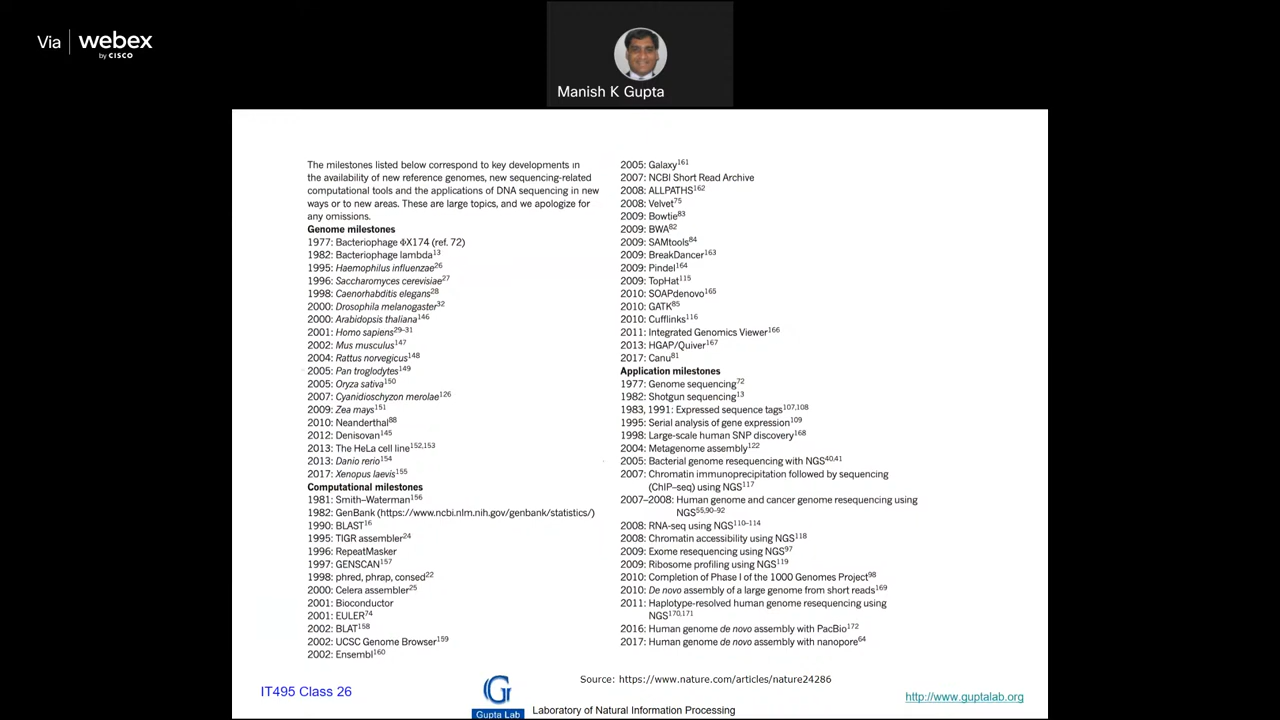 Via webex
by CISCO
Manish K Gupta
The milestones listed below correspond to key developments in
the availability of new reference genomes, new sequencing-related
computational tools and the applications of DNA sequencing in new
ways or to new areas. These are large topics, and we apologize for
any omissions.
Genome milestones
1977: Bacteriophage ΦX174 (ref. 72)
1982: Bacteriophage lambda13
1995: Haemophilus influenzae26
1996: Saccharomyces cerevisiae27
1998: Caenorhabditis elegans28
2000: Drosophila melanogaster32
2000: Arabidopsis thaliana146
2001: Homo sapiens29–31
2002: Mus musculus147
2004: Rattus norvegicus148
2005: Pan troglodytes149
2005: Oryza sativa150
2007: Cyanidioschyzon merolae126
2009: Zea mays151
2010: Neanderthal88
2012: Denisovan145
2013: The HeLa cell line152,153
2013: Danio rerio154
2017: Xenopus laevis155
Computational milestones
1981: Smith–Waterman156
1982: GenBank (https://www.ncbi.nlm.nih.gov/genbank/statistics/)
1990: BLAST16
1995: TIGR assembler24
1996: RepeatMasker
1997: GENSCAN157
1998: phred, phrap, consed22
2000: Celera assembler25
2001: Bioconductor
2001: EULER74
2002: BLAT158
2002: UCSC Genome Browser159
2002: Ensembl160
2005: Galaxy161
2007: NCBI Short Read Archive
2008: ALLPATHS162
2008: Velvet75
2009: Bowtie83
2009: BWA82
2009: SAMtools84
2009: BreakDancer163
2009: Pindel164
2009: TopHat115
2010: SOAPdenovo165
2010: GATK85
2010: Cufflinks116
2011: Integrated Genomics Viewer166
2013: HGAP/Quiver167
2017: Canu81
Application milestones
1977: Genome sequencing72
1982: Shotgun sequencing13
1983, 1991: Expressed sequence tags107,108
1995: Serial analysis of gene expression109
1998: Large-scale human SNP discovery168
2004: Metagenome assembly122
2005: Bacterial genome resequencing with NGS40,41
2007: Chromatin immunoprecipitation followed by sequencing
(ChIP–seq) using NGS117
2007–2008: Human genome and cancer genome resequencing using
NGS55,90–92
2008: RNA-seq using NGS110–114
2008: Chromatin accessibility using NGS118
2009: Exome resequencing using NGS97
2009: Ribosome profiling using NGS119
2010: Completion of Phase I of the 1000 Genomes Project98
2010: De novo assembly of a large genome from short reads169
2011: Haplotype-resolved human genome resequencing using
NGS170,171
2016: Human genome de novo assembly with PacBio172
2017: Human genome de novo assembly with nanopore64
Source: https://www.nature.com/articles/nature24286
IT495 Class 26
Gupta Lab
Laboratory of Natural Information Processing
http://www.guptalab.org